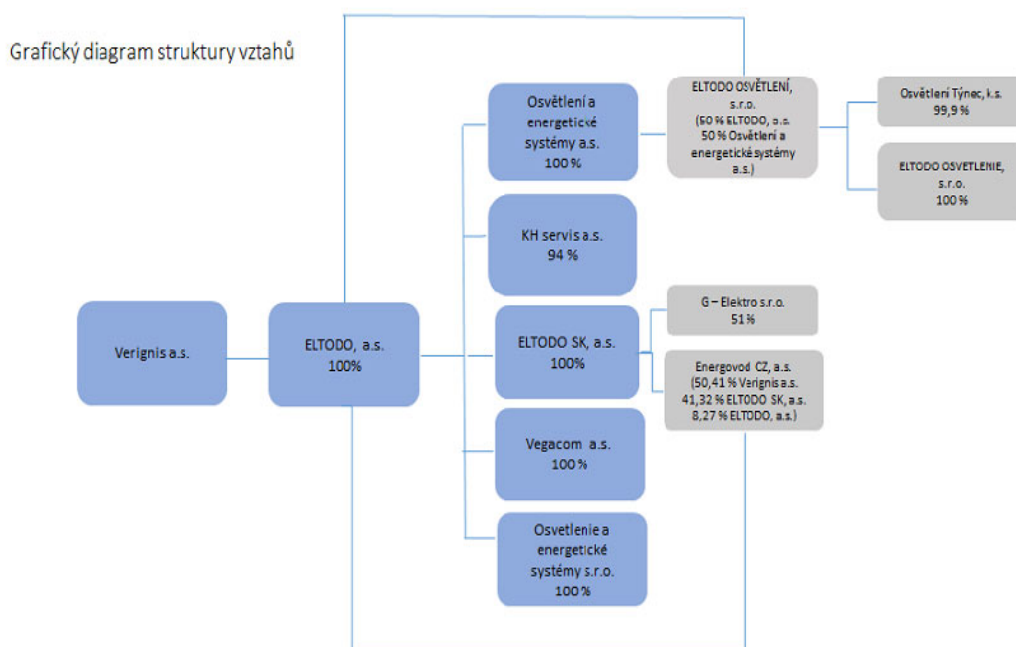 Grafický diagram struktury vztahů
Verignis a.s.
ELTODO, a.s.
100%
Osvětlení a
energetické
systémy a.s.
100 %
KH servis a.s.
94 %
ELTODO SK, a.s.
100%
Vegacom a.s.
100 %
Osvetlenie a
energetické
systémy s.r.o.
100 %
ELTODO OSVĚTLENÍ,
s.r.o.
(50 % ELTODO, a.s.
50 % Osvětlení a
energetické systémy
a.s.)
Osvětlení Týnec, k.s.
99,9 %
ELTODO OSVETLENIE,
s.r.o.
100 %
G – Elektro s.r.o.
51 %
Energovod CZ, a.s.
(50,41 % Verignis a.s.
41,32 % ELTODO SK, a.s.
8,27 % ELTODO, a.s.)